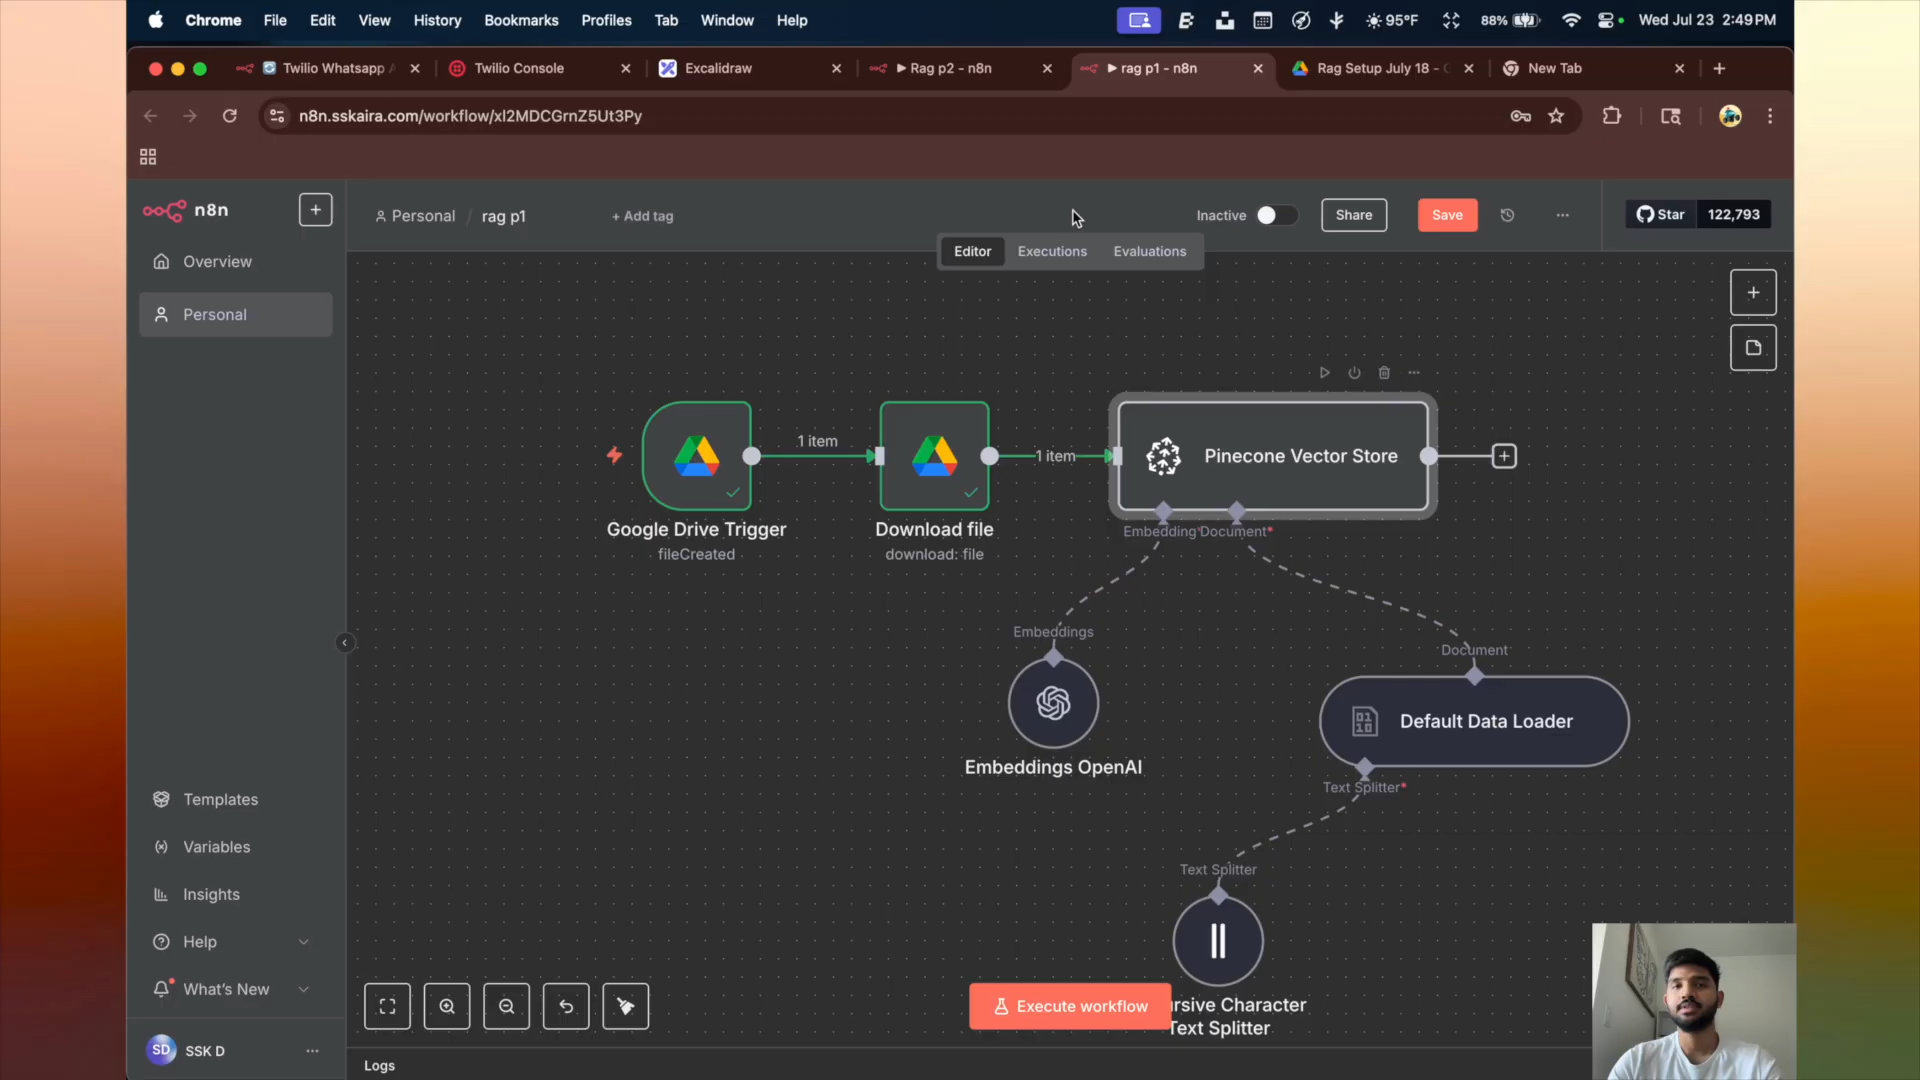 Chrome File Edit View History Bookmarks Profiles Tab Window Help 95°F 88% Wed Jul 23 2:49 PM
Twilio Whatsapp Twilio Console Excalidraw Rag p2 - n8n rag p1 - n8n Rag Setup July 18 - New Tab
n8n.sskaira.com/workflow/xl2MDCGrnZ5Ut3Py
n8n
Personal / rag p1 + Add tag Inactive Share Save Star 122,793
Editor Executions Evaluations
Overview
Personal
1 item
1 item
Pinecone Vector Store
Google Drive Trigger
fileCreated
Download file
download: file
Embedding* Document*
Embeddings
Document
Default Data Loader
Embeddings OpenAI
Text Splitter*
Templates
Variables
Text Splitter
Insights
Help
What's New
Execute workflow
rsive Character
Text Splitter
SD SSK D
Logs